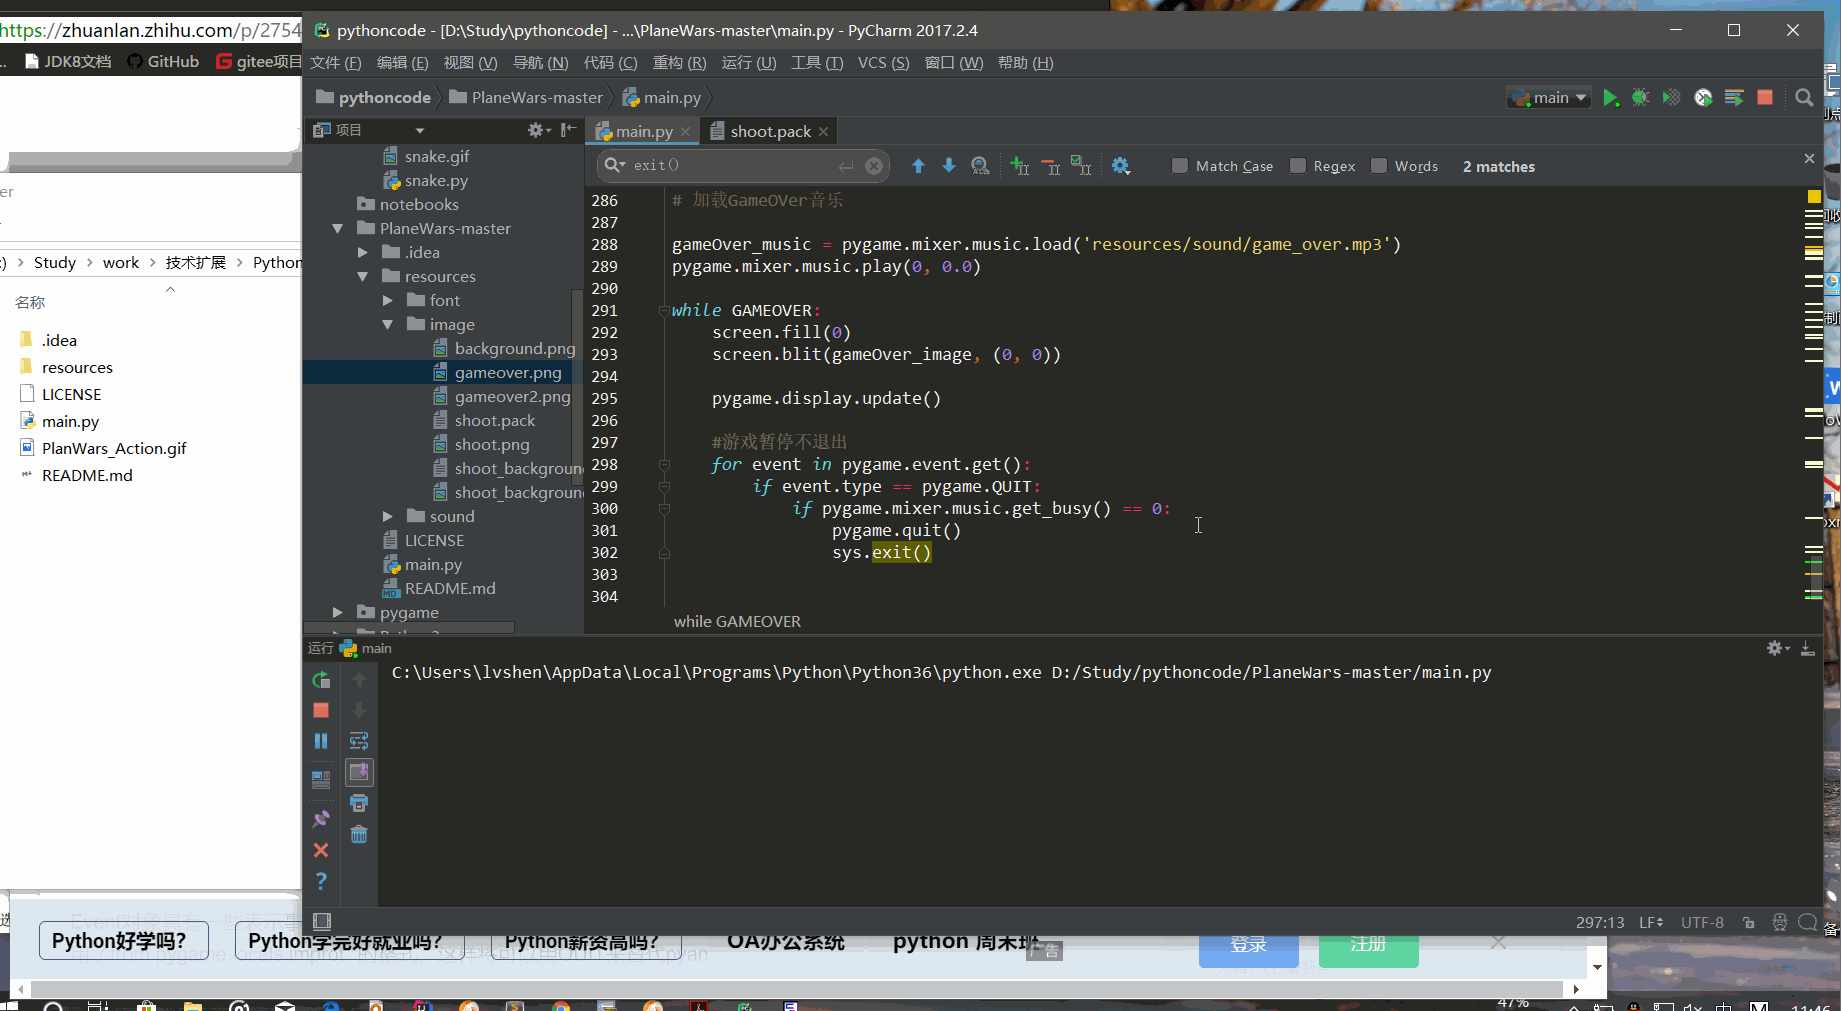 https://zhuanlan.zhihu.com/p/2754
JDK8文档 GitHub gitee项目
er
Study > work > 技术扩展 > Python
名称
.idea
resources
LICENSE
main.py
PlanWars_Action.gif
README.md
pythoncode - [D:\Study\pythoncode] - ...\PlaneWars-master\main.py - PyCharm 2017.2.4
文件 (F) 编辑 (E) 视图 (V) 导航 (N) 代码 (C) 重构 (R) 运行 (U) 工具 (T) VCS (S) 窗口 (W) 帮助 (H)
pythoncode PlaneWars-master main.py main
项目
main.py shoot.pack
snake.gif
snake.py
notebooks
PlaneWars-master
.idea
resources
font
image
background.png
gameover.png
gameover2.png
shoot.pack
shoot.png
shoot_backgroun
shoot_backgroun
sound
LICENSE
main.py
README.md
pygame
exit() Match Case Regex Words 2 matches
286 # 加载GameOVer音乐
287
288 gameOver_music = pygame.mixer.music.load('resources/sound/game_over.mp3')
289 pygame.mixer.music.play(0, 0.0)
290
291 while GAMEOVER:
292 screen.fill(0)
293 screen.blit(gameOver_image, (0, 0))
294
295 pygame.display.update()
296
297 #游戏暂停不退出
298 for event in pygame.event.get():
299 if event.type == pygame.QUIT:
300 if pygame.mixer.music.get_busy() == 0:
301 pygame.quit()
302 sys.exit()
303
304
while GAMEOVER
运行 main
C:\Users\lvshen\AppData\Local\Programs\Python\Python36\python.exe D:/Study/pythoncode/PlaneWars-master/main.py
297:13 LF UTF-8
Python好学吗? Python学完好就业吗? Python薪资高吗? OA办公系统 python 周末班
广告
登录 注册
47%
11:46